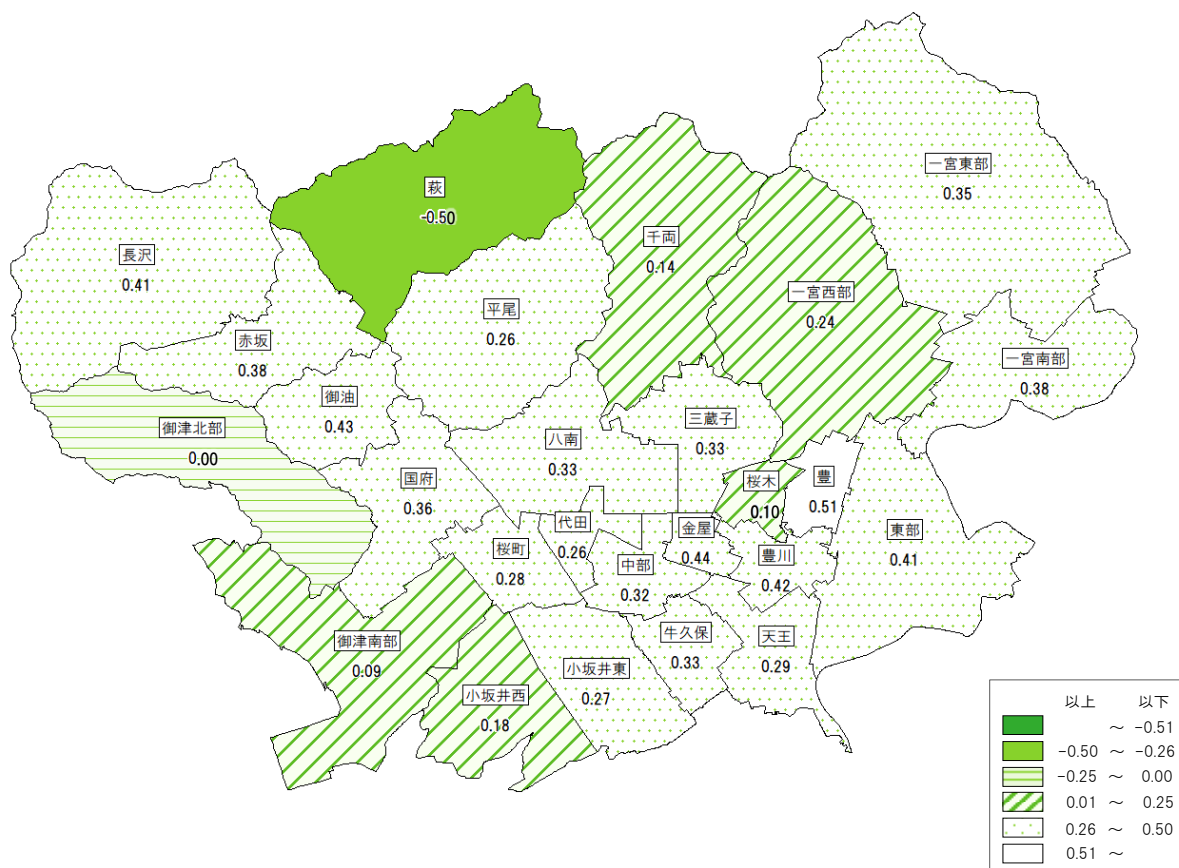 一宮東部
0.35
萩
-0.50
千両
0.14
長沢
0.41
一宮西部
0.24
平尾
0.26
赤坂
0.38
一宮南部
0.38
御油
0.43
三蔵子
0.33
御津北部
0.00
八南
0.33
国府
0.36
桜木
0.10
豊
0.51
東部
0.41
代田
0.26
金屋
0.44
桜町
0.28
豊川
0.42
中部
0.32
牛久保
0.33
天王
0.29
御津南部
0.09
小坂井東
0.27
小坂井西
0.18
以上 以下
～ -0.51
-0.50 ～ -0.26
-0.25 ～ 0.00
0.01 ～ 0.25
0.26 ～ 0.50
0.51 ～